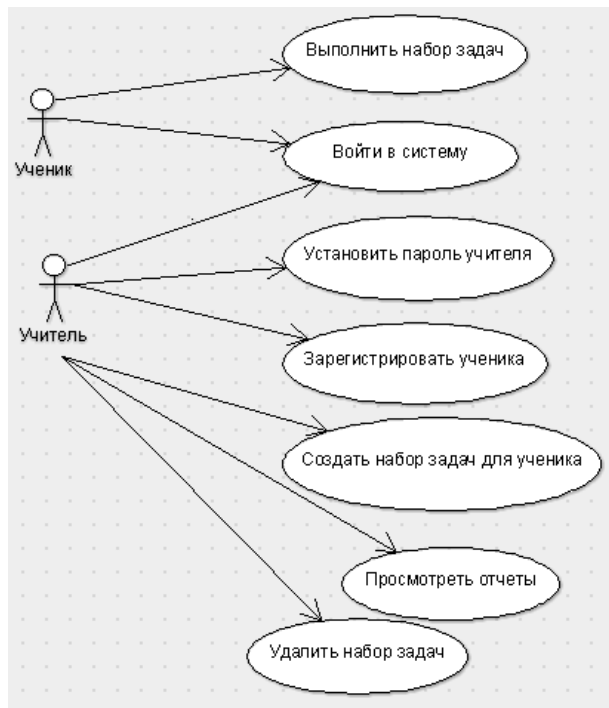 Выполнить набор задач
Войти в систему
Ученик
Установить пароль учителя
Учитель
Зарегистрировать ученика
Создать набор задач для ученика
Просмотреть отчеты
Удалить набор задач